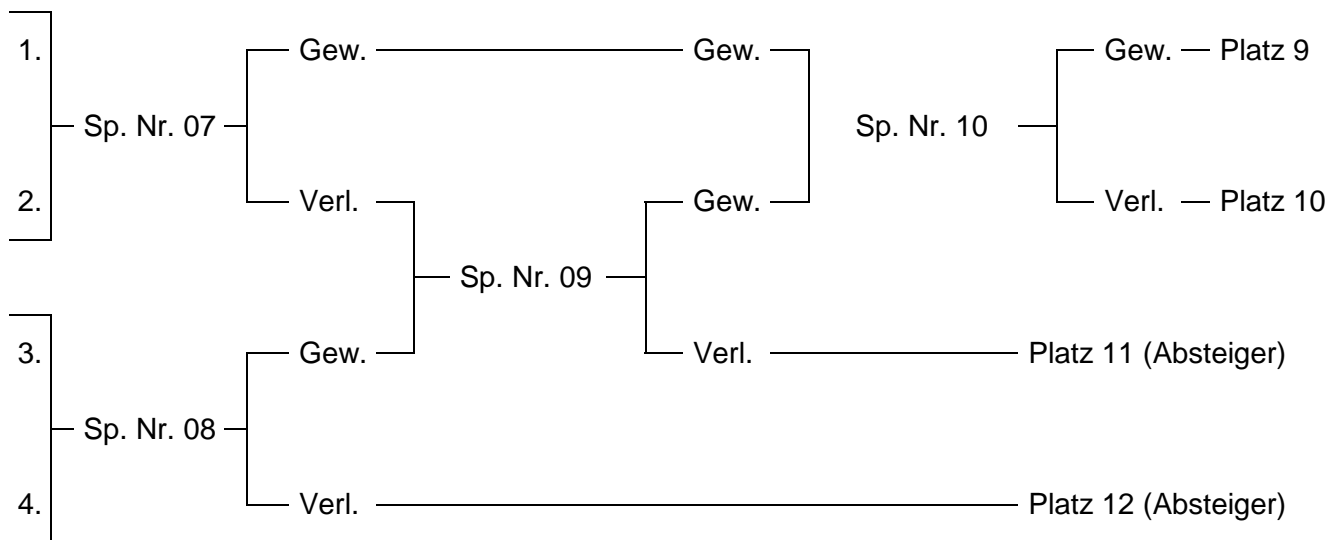 1. Gew. Gew. Gew. Platz 9
Sp. Nr. 07 Sp. Nr. 10
2. Verl. Gew. Verl. Platz 10
Sp. Nr. 09
3. Gew. Verl. Platz 11 (Absteiger)
Sp. Nr. 08
4. Verl. Platz 12 (Absteiger)